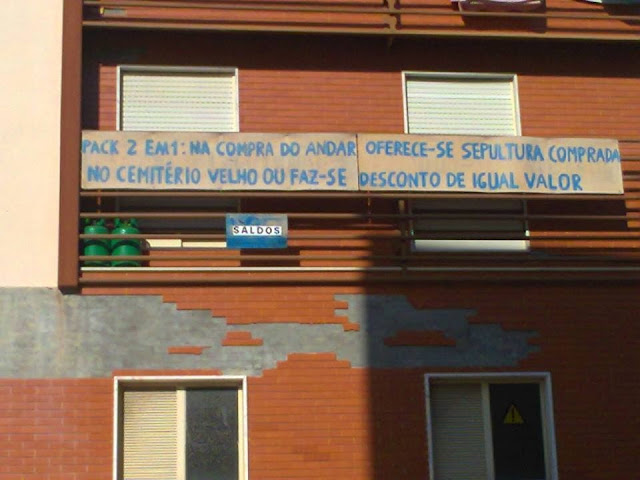 PACK 2 EM 1: NA COMPRA DO ANDAR OFERECE-SE SEPULTURA COMPRADA
NO CEMITÉRIO VELHO OU FAZ-SE DESCONTO DE IGUAL VALOR
SALDOS